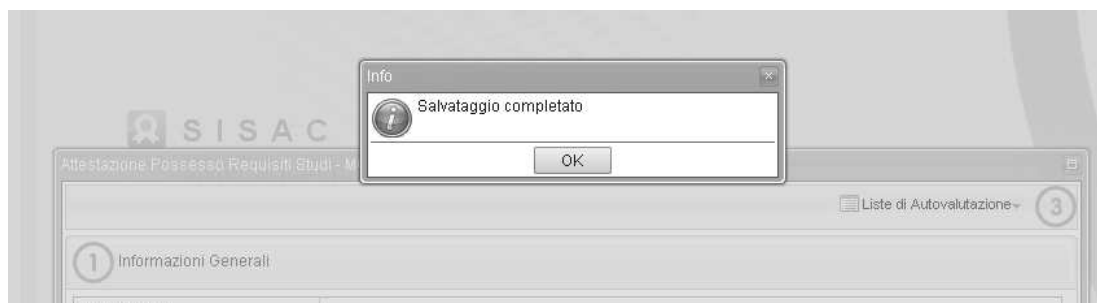 Info
Salvataggio completato
OK
SISAC
Attestazione Possesso Requisiti Studi - M
Liste di Autovalutazione
3
1 Informazioni Generali